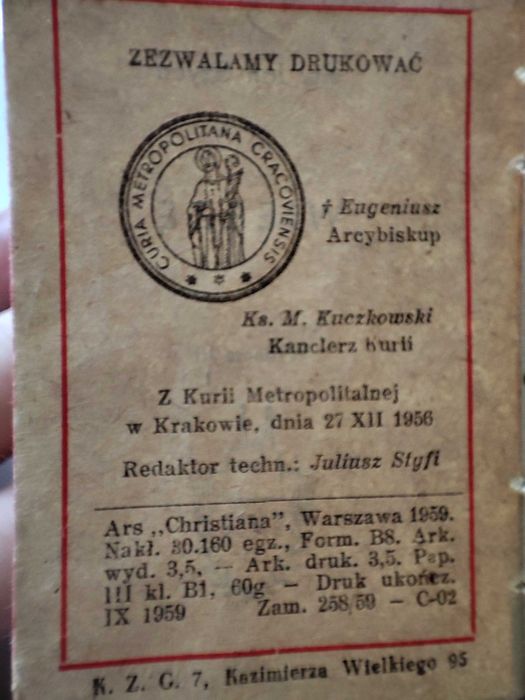 ZEZWALAMY DRUKOWAĆ
CURIA METROPOLITANA CRACOVIENSIS
† Eugeniusz
Arcybiskup
Ks. M. Kuczkowski
Kanclerz Kurii
Z Kurii Metropolitalnej
w Krakowie, dnia 27 XII 1956
Redaktor techn.: Juliusz Styfi
Ars „Christiana”, Warszawa 1959.
Nakł. 30.160 egz., Form. B8. Ark.
wyd. 3,5, — Ark. druk. 3,5. Pap.
III kl. B1, 60g — Druk ukończ.
IX 1959 Zam. 258/59 — C-02
K. Z. G. 7, Kazimierza Wielkiego 95